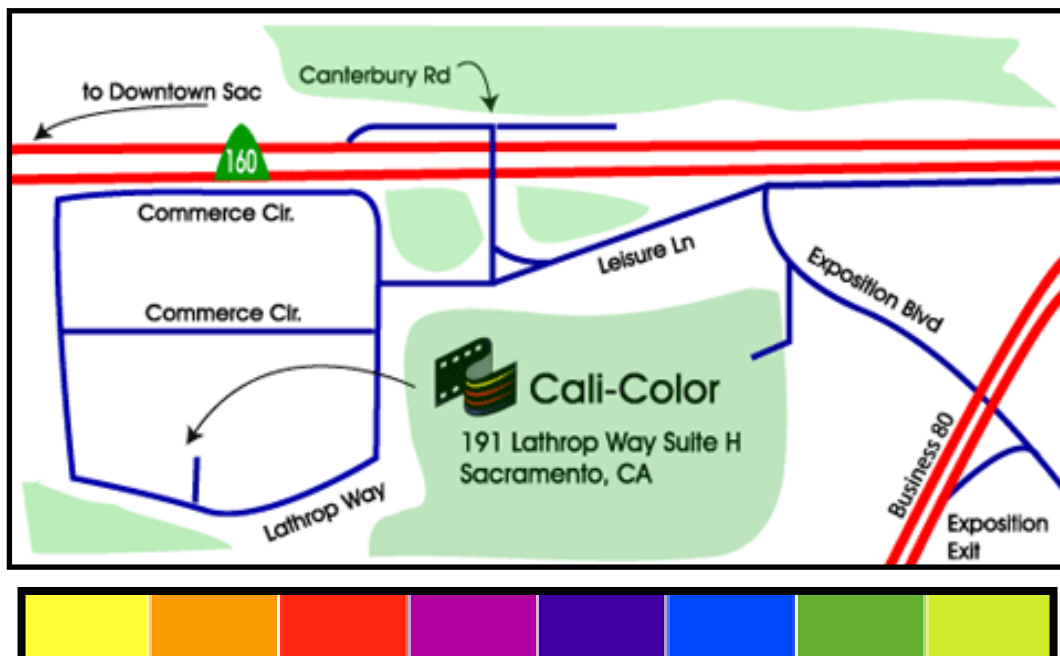 Canterbury Rd
to Downtown Sac
160
Commerce Cir.
Leisure Ln
Exposition Blvd
Commerce Cir.
Cali-Color
191 Lathrop Way Suite H
Sacramento, CA
Business 80
Lathrop Way
Exposition
Exit